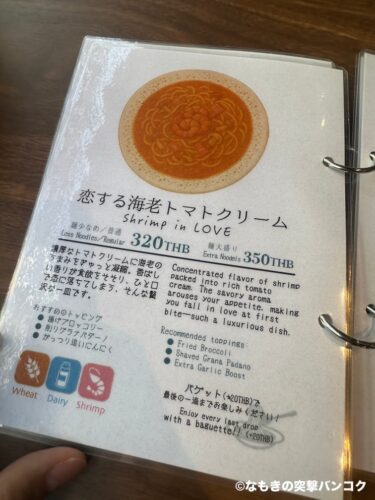 恋する海老トマトクリーム
Shrimp in LOVE
麺少なめ／普通
Less Noodles/Regular 320THB
麺大盛り
Extra Noodels 350THB
濃厚なトマトクリームに海老の
うまみをぎゅっと凝縮。香ばし
い香りが食欲をそそり、ひと口
で恋に落ちてしまう、そんな贅
沢な一皿です。
Concentrated flavor of shrimp
packed into rich tomato
cream. The savory aroma
arouses your appetite, making
you fall in love at first
bite—such a luxurious dish.
おすすめのトッピング
● 揚げブロッコリー
● 削りグラナパダーノ
● がっつり追いにんにく
Recommended toppings
● Fried Broccoli
● Shaved Grana Padano
● Extra Garlic Boost
Wheat Dairy Shrimp
バゲット(+20THB)で
最後の一滴までお楽しみください！
Enjoy every last drop
with a baguette!! (+20THB)
©なもきの突撃バンコク